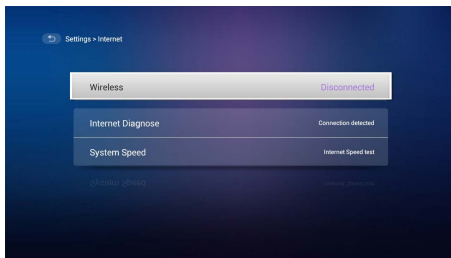 Settings > Internet
Wireless Disconnected
Internet Diagnose Connection detected
System Speed Internet Speed test